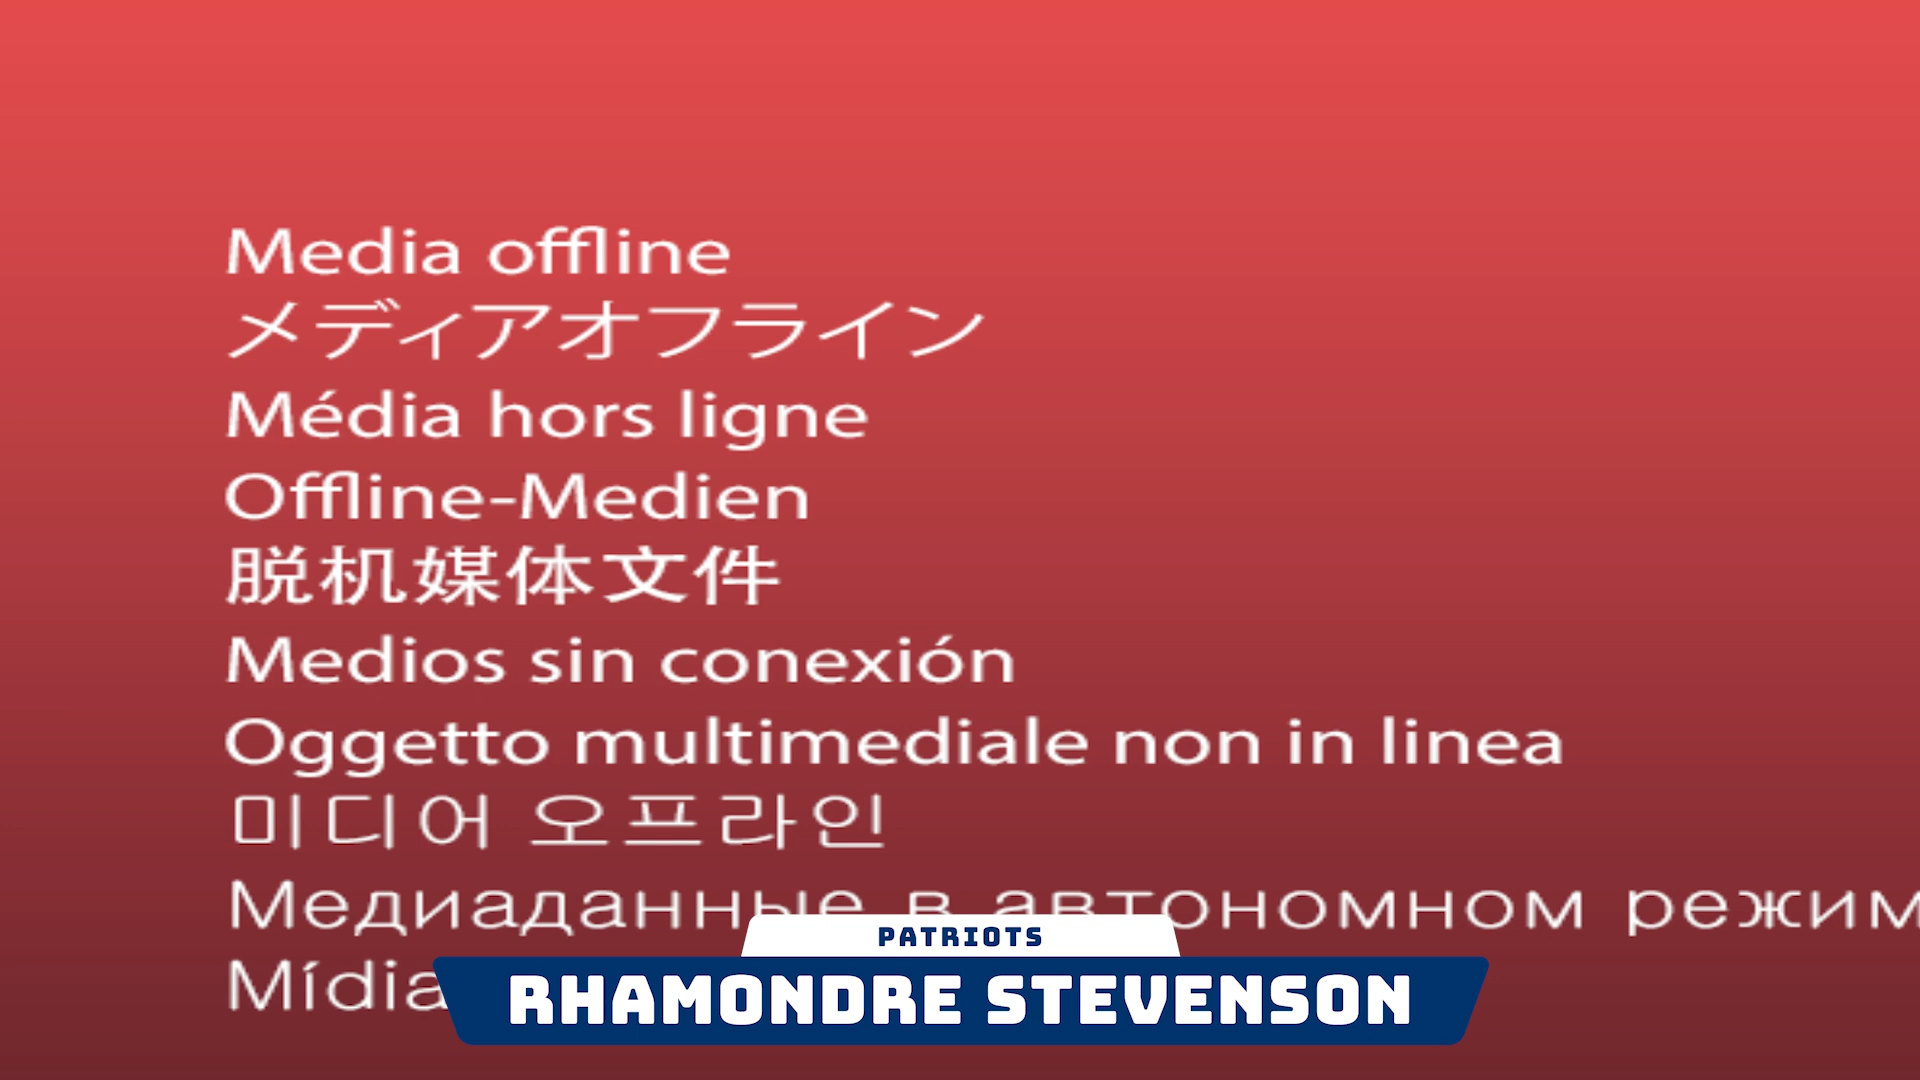 Media offline
メディアオフライン
Média hors ligne
Offline-Medien
脱机媒体文件
Medios sin conexión
Oggetto multimediale non in linea
미디어 오프라인
Медиаданные в автономном режим
Mídia
PATRIOTS
RHAMONDRE STEVENSON